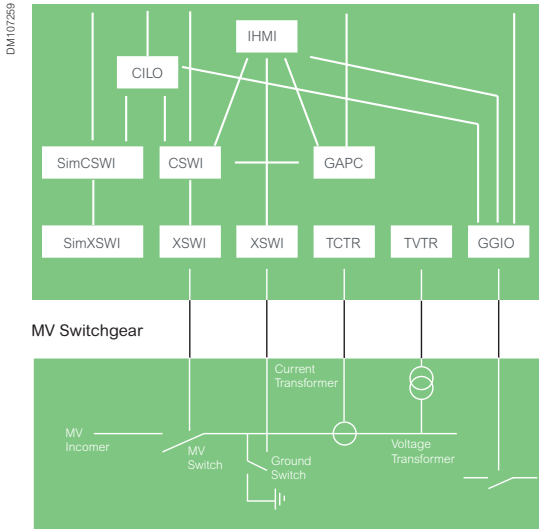 DM107259
IHMI
CILO
SimCSWI
CSWI
GAPC
SimXSWI
XSWI
XSWI
TCTR
TVTR
GGIO
MV Switchgear
Current
Transformer
MV
Incomer
MV
Switch
Ground
Switch
Voltage
Transformer